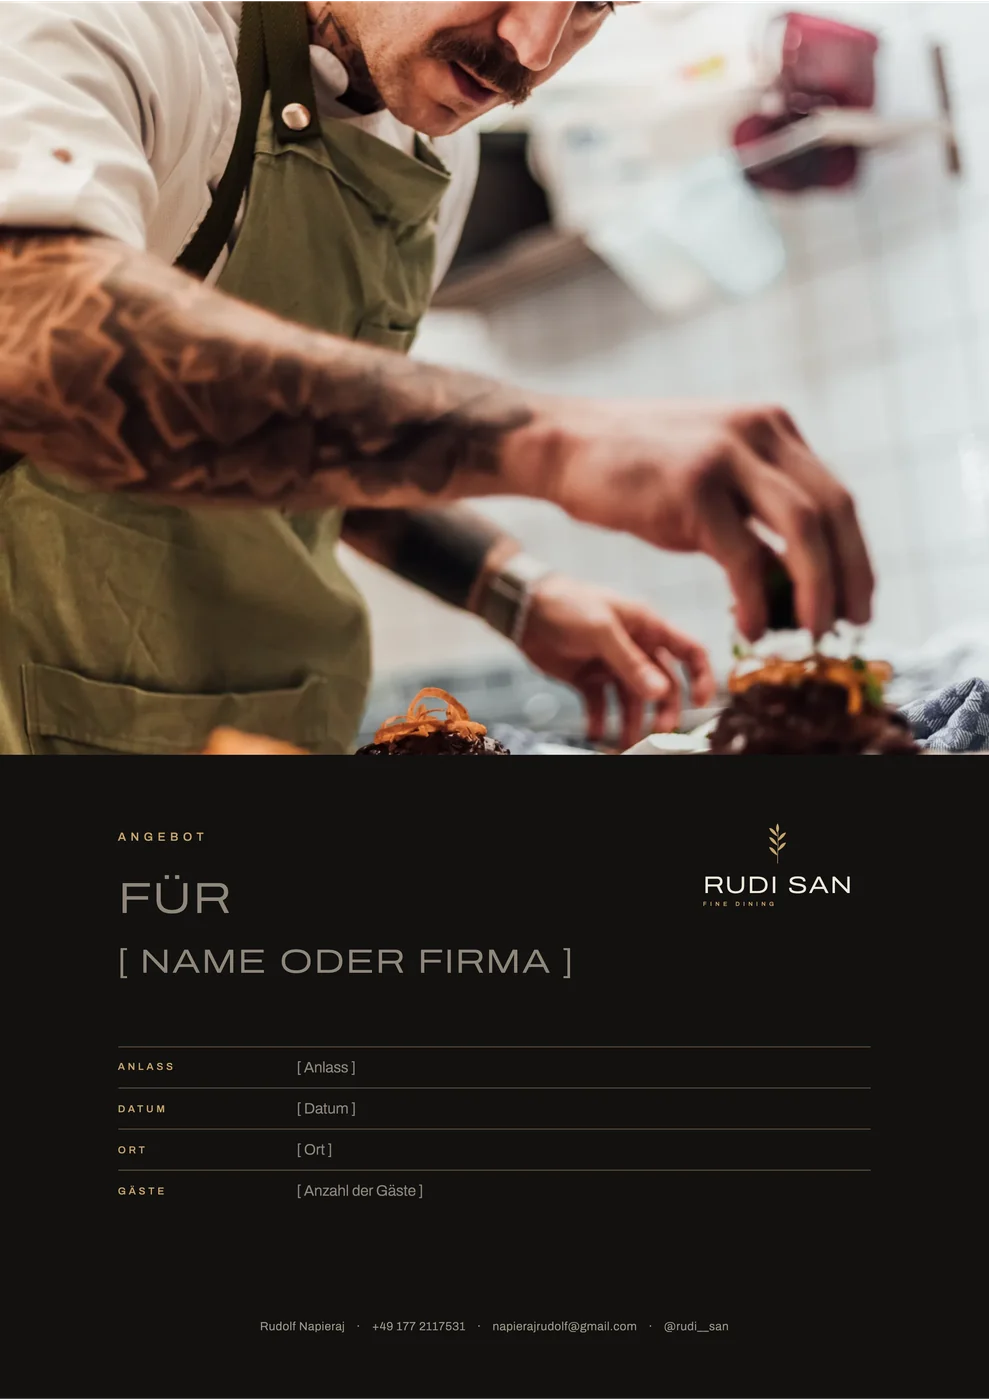 ANGEBOT
FÜR
[ NAME ODER FIRMA ]
RUDI SAN
FINE DINING
ANLASS [ Anlass ]
DATUM [ Datum ]
ORT [ Ort ]
GÄSTE [ Anzahl der Gäste ]
Rudolf Napieraj · +49 177 2117531 · napierajrudolf@gmail.com · @rudi__san